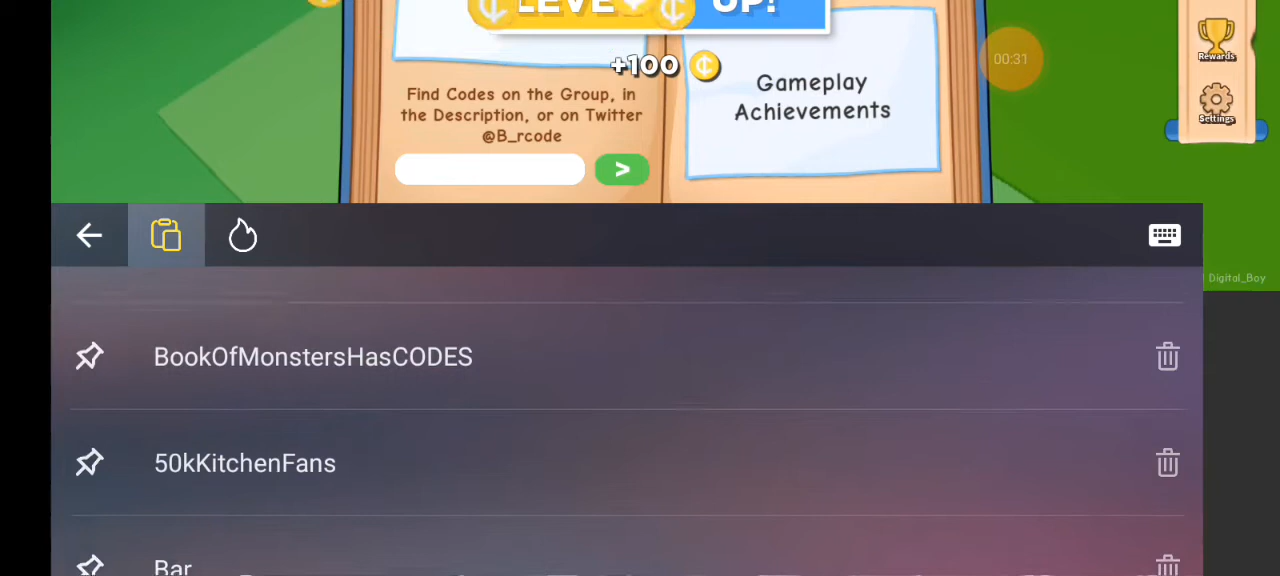 LEVEL UP!
+100
00:31
Rewards
Find Codes on the Group, in
the Description, or on Twitter
@B_rcode
>
Gameplay
Achievements
Settings
Digital_Boy
BookOfMonstersHasCODES
50kKitchenFans
Bar